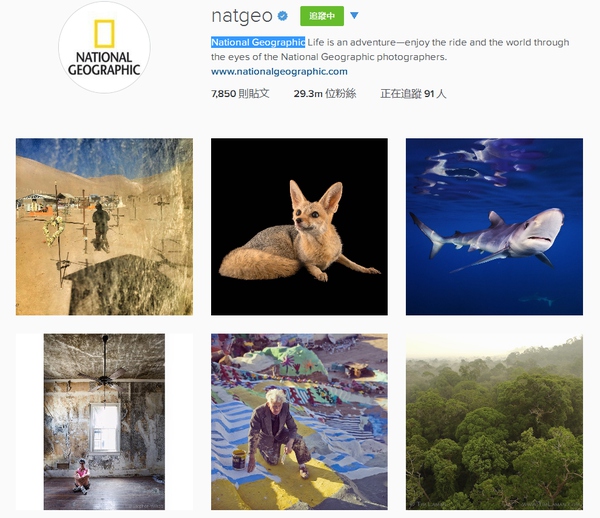 natgeo 追蹤中
NATIONAL
GEOGRAPHIC
National Geographic Life is an adventure—enjoy the ride and the world through
the eyes of the National Geographic photographers.
www.nationalgeographic.com
7,850 則貼文 29.3m 位粉絲 正在追蹤 91 人